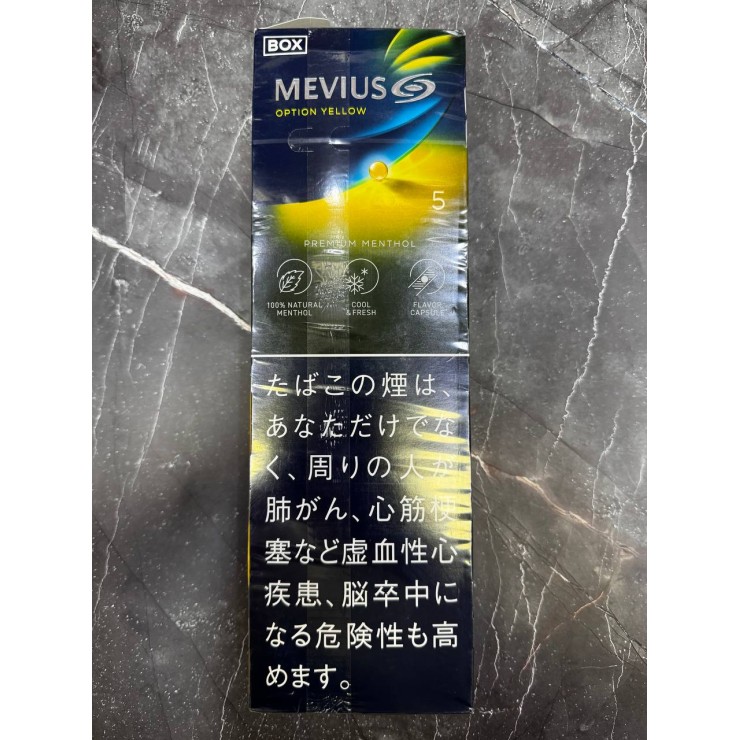 BOX
MEVIUS
OPTION YELLOW
5
PREMIUM MENTHOL
100% NATURAL
MENTHOL
COOL
& FRESH
FLAVOR
CAPSULE
たばこの煙は、
あなただけでな
く、周りの人が
肺がん、心筋梗
塞など虚血性心
疾患、脳卒中に
なる危険性も高
めます。